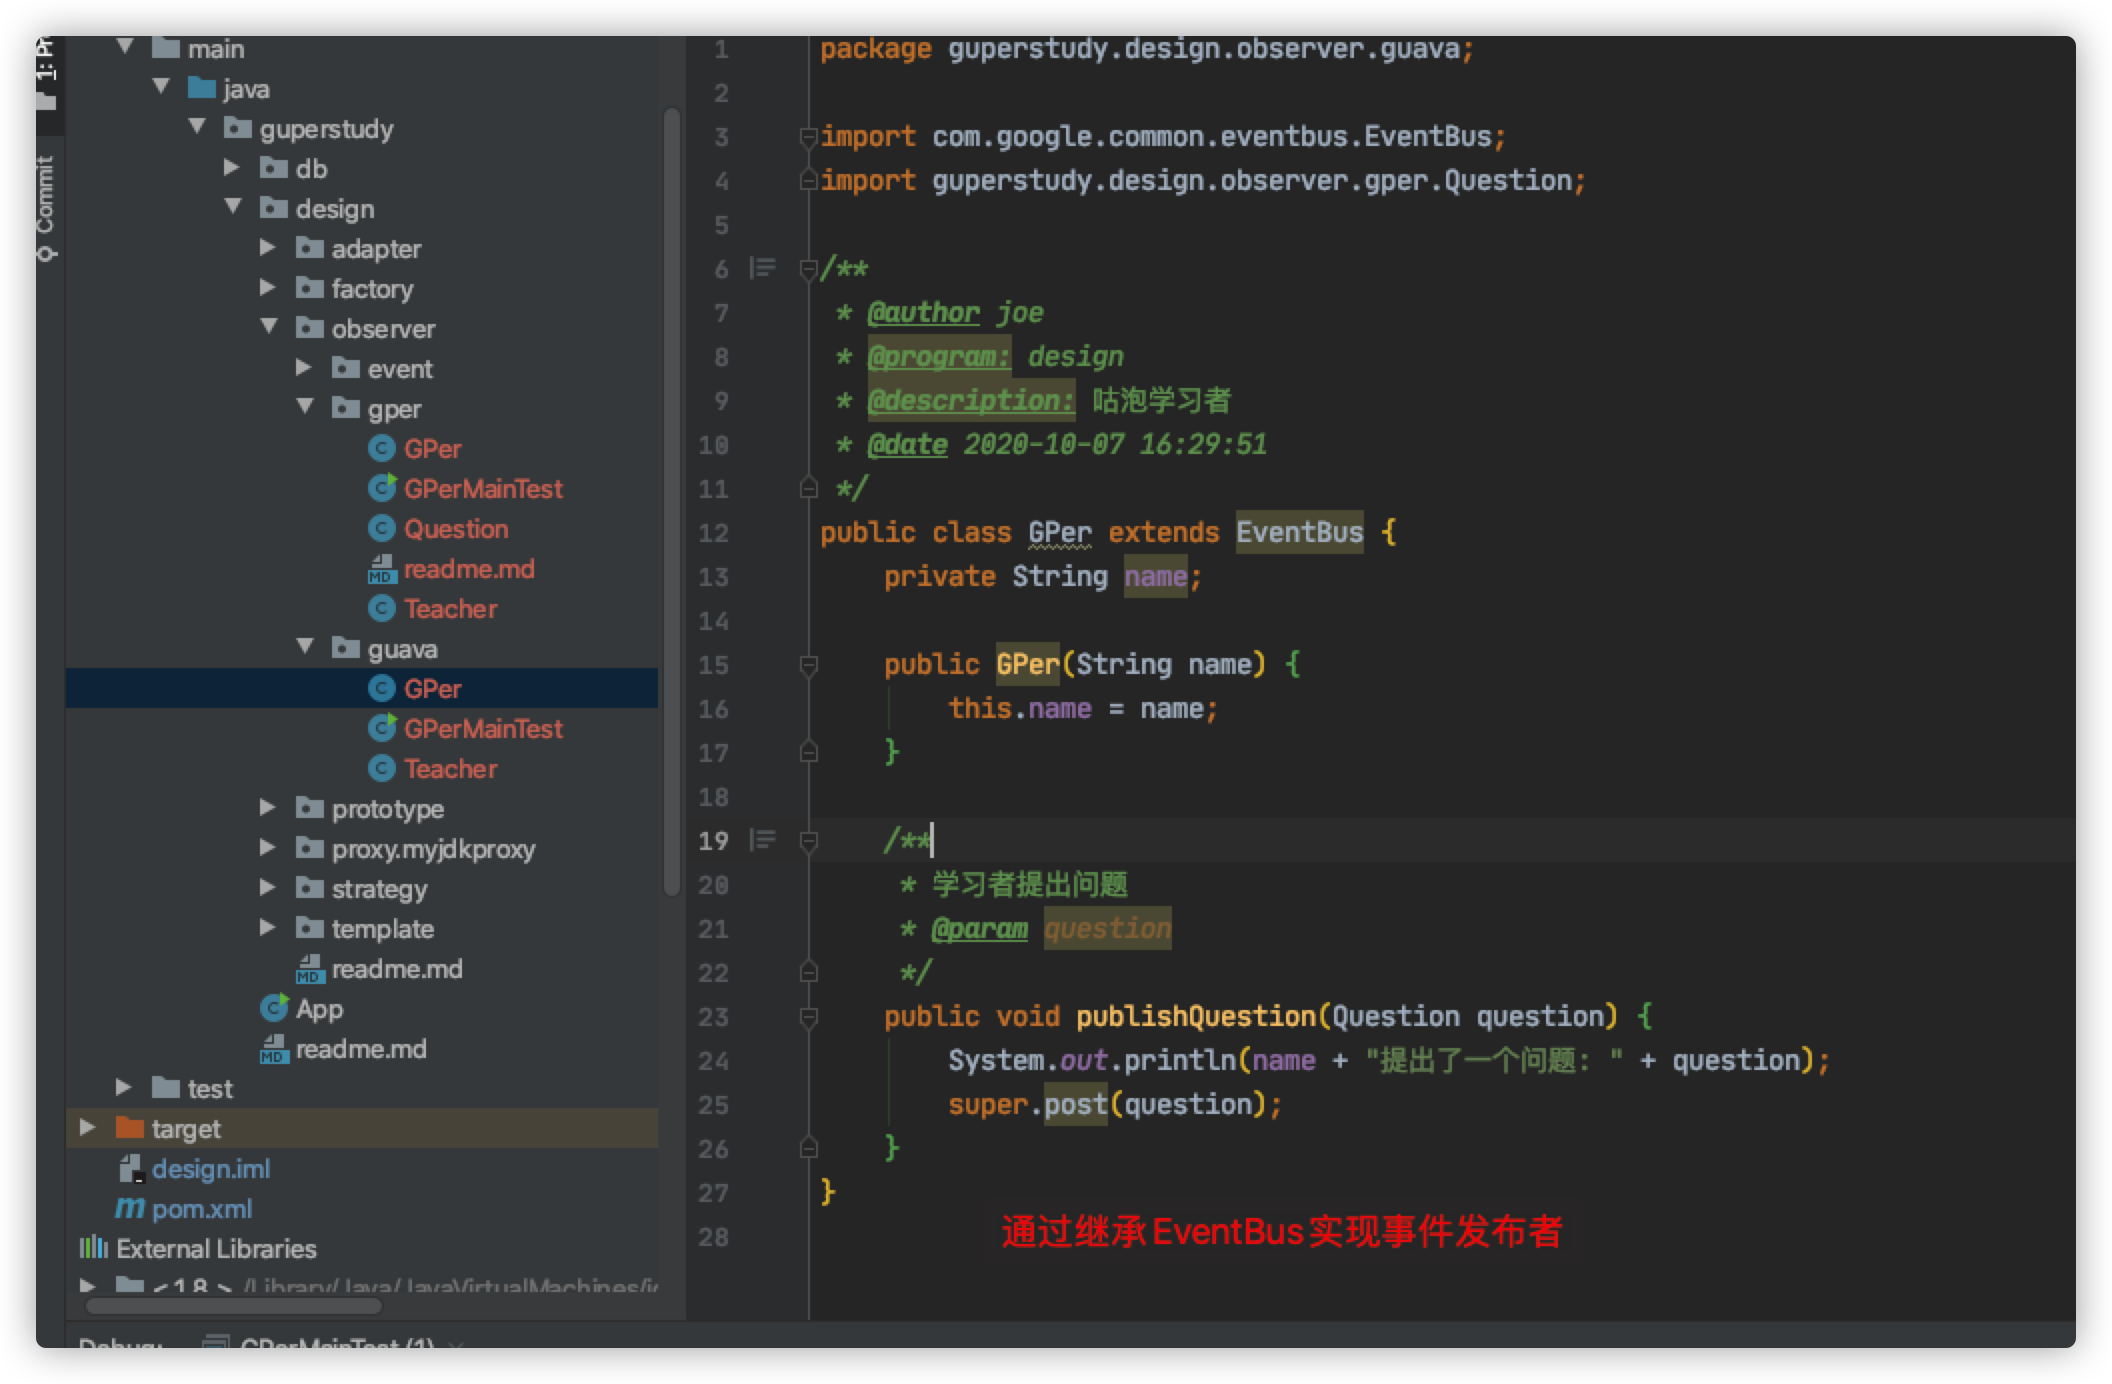 Commit
main
java
guperstudy
db
design
adapter
factory
observer
event
gper
GPer
GPerMainTest
Question
readme.md
Teacher
guava
GPer
GPerMainTest
Teacher
prototype
proxy.myjdkproxy
strategy
template
readme.md
App
readme.md
test
target
design.iml
pom.xml
External Libraries
< 1.8 > /Library/Java/JavaVirtualMachines/
1 package guperstudy.design.observer.guava;
2
3 import com.google.common.eventbus.EventBus;
4 import guperstudy.design.observer.gper.Question;
5
6 /**
7 * @author joe
8 * @program: design
9 * @description: 咕泡学习者
10 * @date 2020-10-07 16:29:51
11 */
12 public class GPer extends EventBus {
13 private String name;
14
15 public GPer(String name) {
16 this.name = name;
17 }
18
19 /**
20 * 学习者提出问题
21 * @param question
22 */
23 public void publishQuestion(Question question) {
24 System.out.println(name + "提出了一个问题: " + question);
25 super.post(question);
26 }
27 }
28
通过继承EventBus实现事件发布者
Debug: GPerMainTest (1)